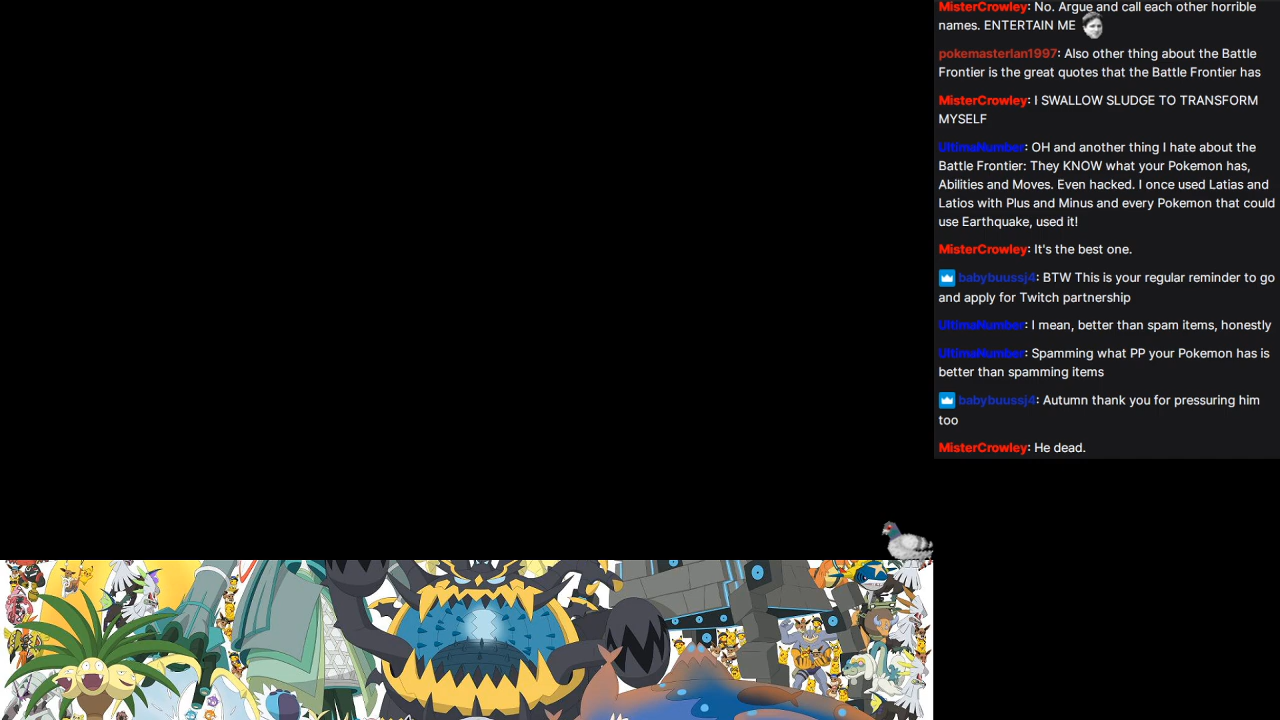 MisterCrowley: No. Argue and call each other horrible
names. ENTERTAIN ME
pokemasterlan1997: Also other thing about the Battle
Frontier is the great quotes that the Battle Frontier has
MisterCrowley: I SWALLOW SLUDGE TO TRANSFORM
MYSELF
UltimaNumber: OH and another thing I hate about the
Battle Frontier: They KNOW what your Pokemon has,
Abilities and Moves. Even hacked. I once used Latias and
Latios with Plus and Minus and every Pokemon that could
use Earthquake, used it!
MisterCrowley: It's the best one.
babybuussj4: BTW This is your regular reminder to go
and apply for Twitch partnership
UltimaNumber: I mean, better than spam items, honestly
UltimaNumber: Spamming what PP your Pokemon has is
better than spamming items
babybuussj4: Autumn thank you for pressuring him
too
MisterCrowley: He dead.